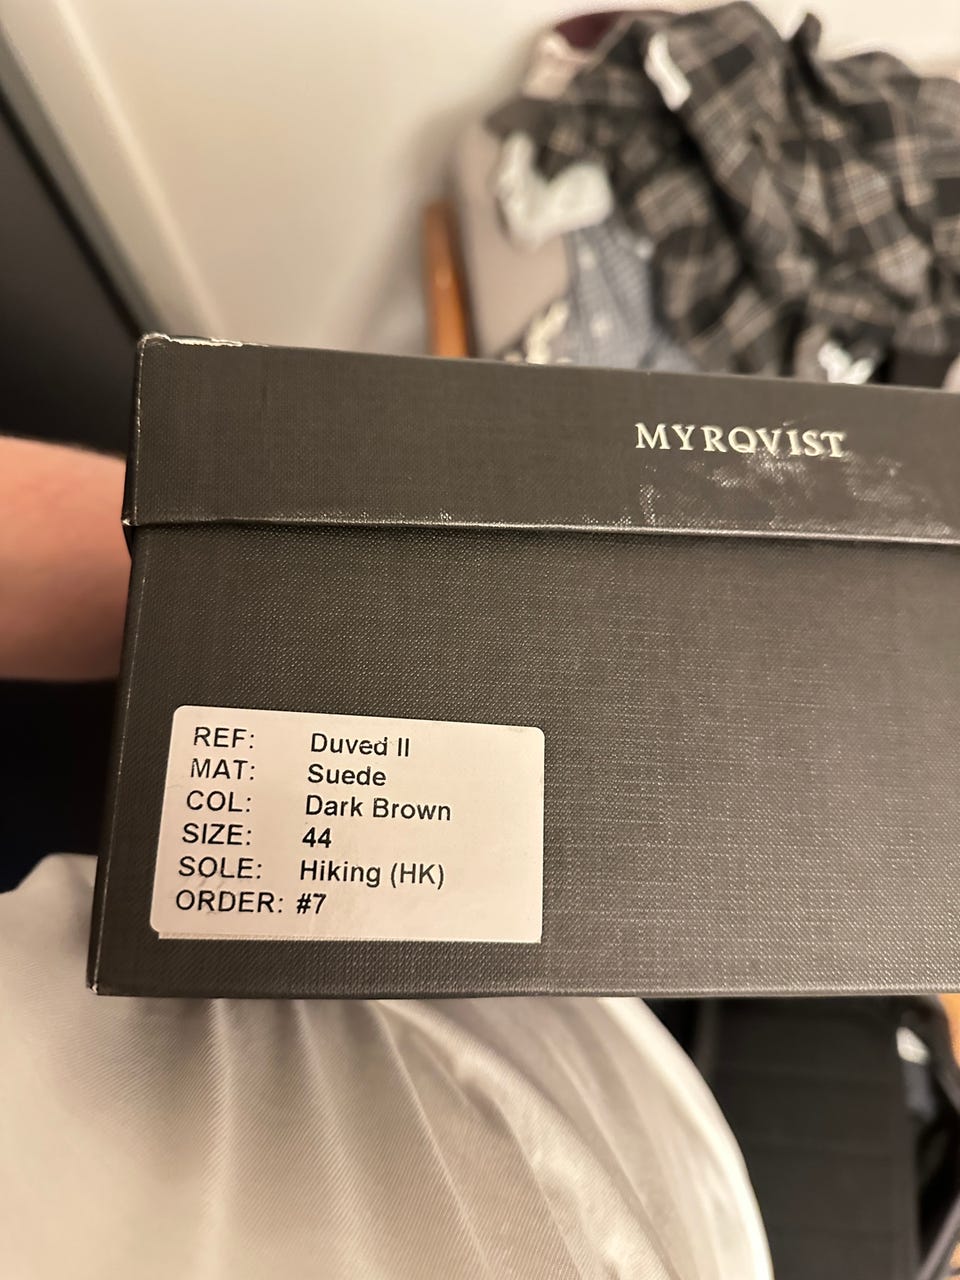 MYRQVIST
REF: Duved II
MAT: Suede
COL: Dark Brown
SIZE: 44
SOLE: Hiking (HK)
ORDER: #7